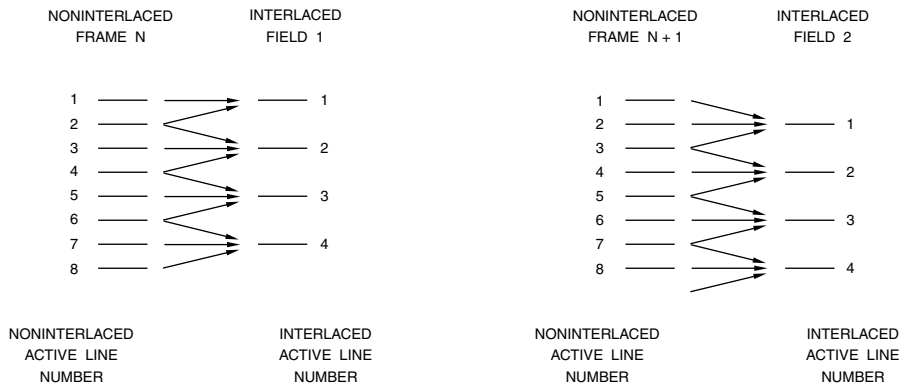 NONINTERLACED
FRAME N
INTERLACED
FIELD 1
1
2
3
4
5
6
7
8
1
2
3
4
NONINTERLACED
ACTIVE LINE
NUMBER
INTERLACED
ACTIVE LINE
NUMBER
NONINTERLACED
FRAME N + 1
INTERLACED
FIELD 2
1
2
3
4
5
6
7
8
1
2
3
4
NONINTERLACED
ACTIVE LINE
NUMBER
INTERLACED
ACTIVE LINE
NUMBER